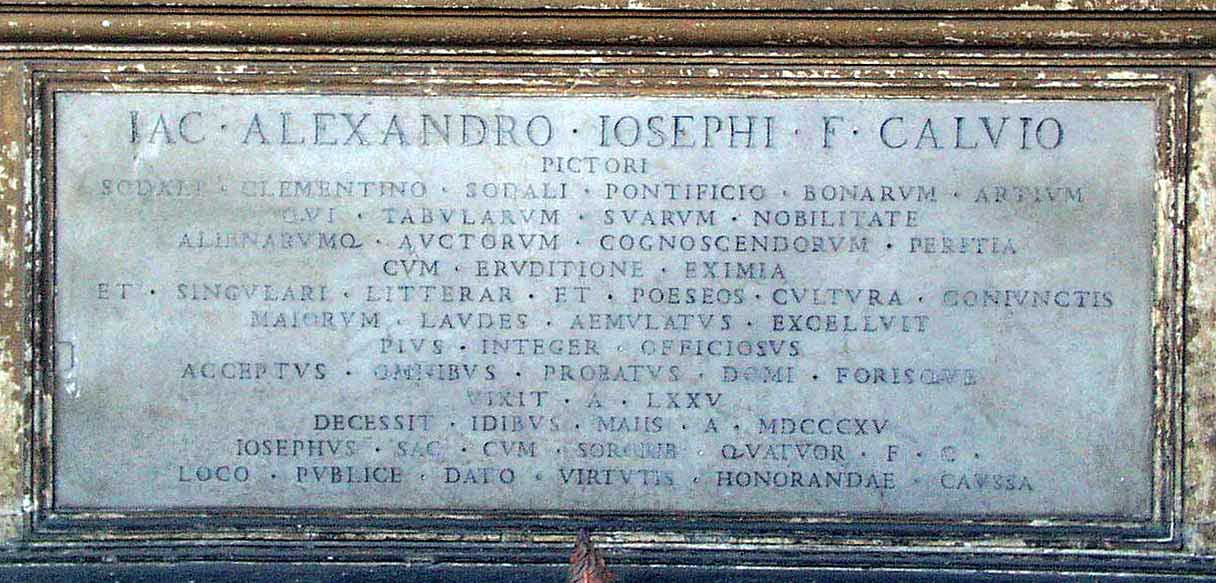 IAC · ALEXANDRO · IOSEPHI · F · CALVIO
PICTORI
SODALI · CLEMENTINO · SODALI · PONTIFICIO · BONARVM · ARTIVM
QVI · TABVLARVM · SVARVM · NOBILITATE
ALIENARVMQ · AVCTORVM · COGNOSCENDORVM · PERITIA
CVM · ERVDITIONE · EXIMIA
ET · SINGVLARI · LITTERAR · ET · POESEOS · CVLTVRA · CONIVNCTIS
MAIORVM · LAVDES · AEMVLATVS · EXCELLVIT
PIVS · INTEGER · OFFICIOSVS
ACCEPTVS · OMNIBVS · PROBATVS · DOMI · FORISQVE
VIXIT · A · LXXV
DECESSIT · IDIBVS · MAIIS · A · MDCCCXV
IOSEPHVS · SAC · CVM · SORORIB · QVATVOR · F · C ·
LOCO · PVBLICE · DATO · VIRTVTIS · HONORANDAE · CAVSSA